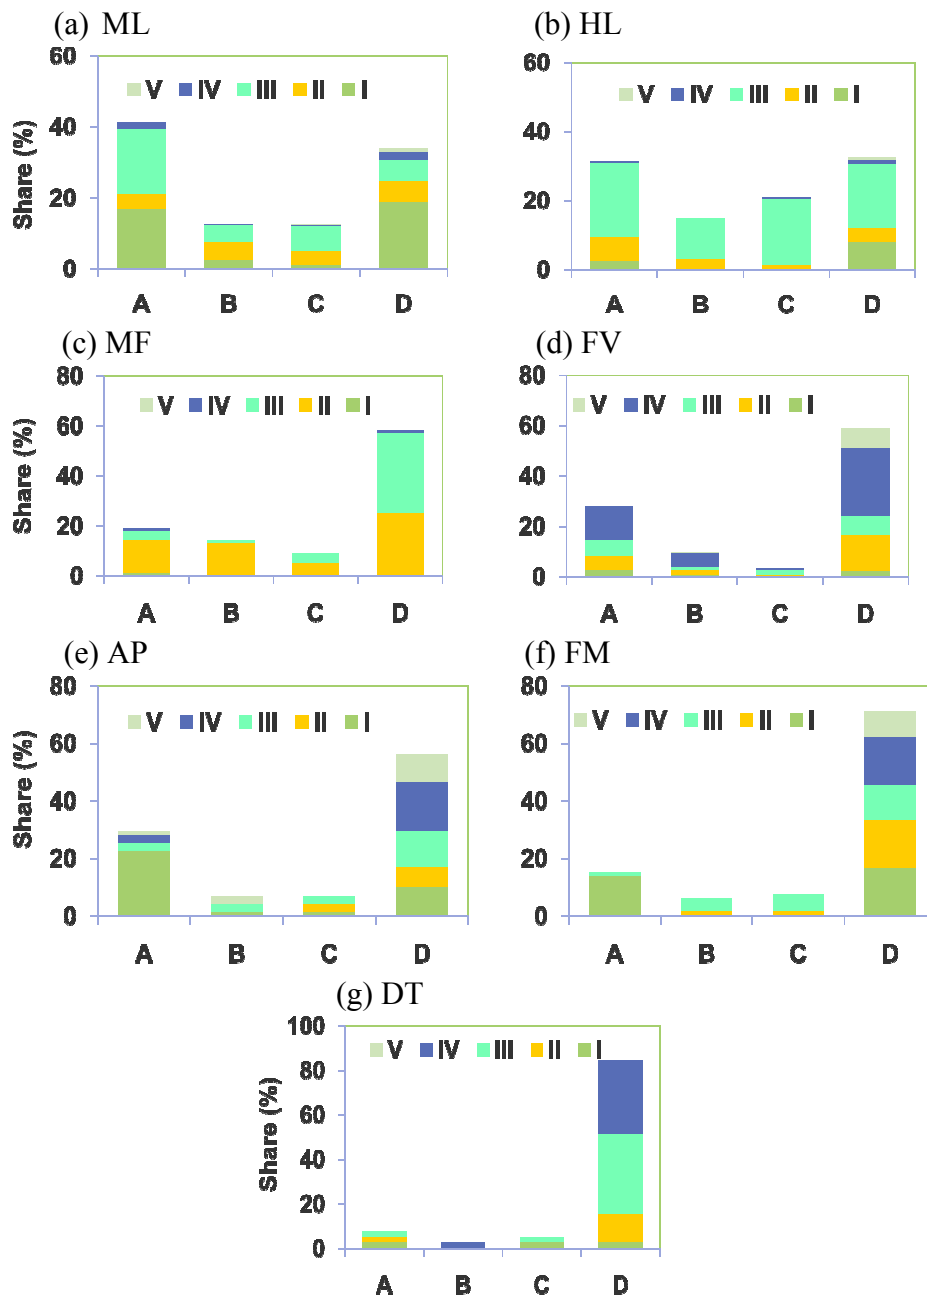 (a) ML
Share (%)
60
40
20
0
V IV III II I
A B C D
(b) HL
60
40
20
0
V IV III II I
A B C D
(c) MF
Share (%)
80
60
40
20
0
V IV III II I
A B C D
(d) FV
80
60
40
20
0
V IV III II I
A B C D
(e) AP
Share (%)
80
60
40
20
0
V IV III II I
A B C D
(f) FM
80
60
40
20
0
V IV III II I
A B C D
(g) DT
Share (%)
100
80
60
40
20
0
V IV III II I
A B C D